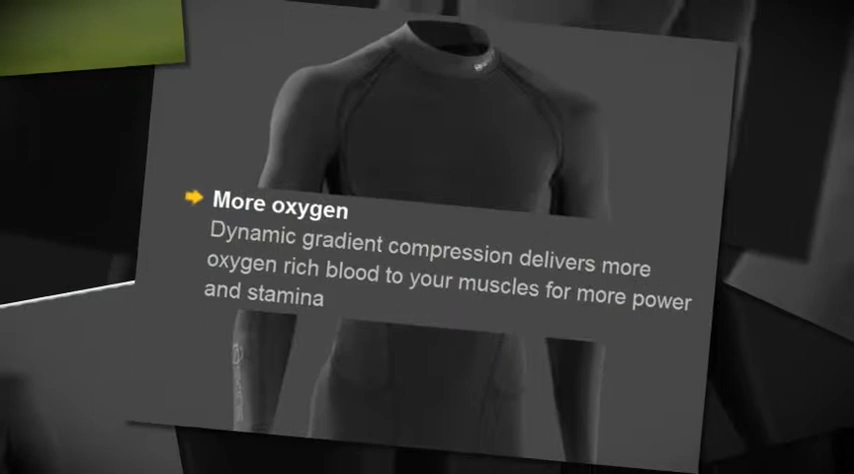 More oxygen
Dynamic gradient compression delivers more
oxygen rich blood to your muscles for more power
and stamina